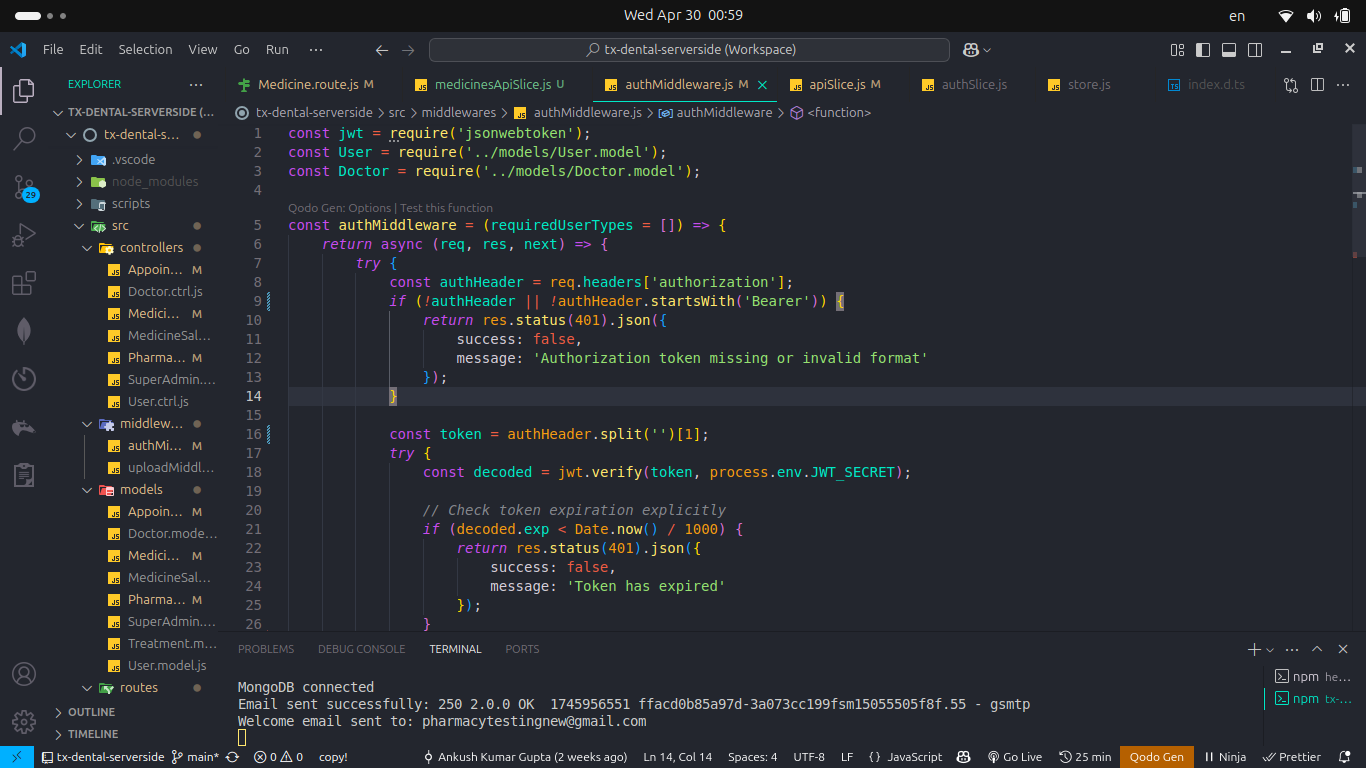 Wed Apr 30 00:59
en
File Edit Selection View Go Run ···
tx-dental-serverside (Workspace)
EXPLORER ···
Medicine.route.js M
medicinesApiSlice.js U
authMiddleware.js M
apiSlice.js M
authSlice.js
store.js
index.d.ts
···
TX-DENTAL-SERVERSIDE (...
tx-dental-s...
.vscode
node_modules
scripts
src
controllers
Appoin... M
Doctor.ctrl.js
Medici... M
MedicineSal...
Pharma... M
SuperAdmin....
User.ctrl.js
middlew...
authMi... M
uploadMiddl...
models
Appoin... M
Doctor.mode...
Medici... M
MedicineSal...
Pharma... M
SuperAdmin....
Treatment.m...
User.model.js
routes
OUTLINE
TIMELINE
29
tx-dental-serverside > src > middlewares > authMiddleware.js > authMiddleware > <function>
1 const jwt = require('jsonwebtoken');
2 const User = require('../models/User.model');
3 const Doctor = require('../models/Doctor.model');
4
Qodo Gen: Options | Test this function
5 const authMiddleware = (requiredUserTypes = []) => {
6 return async (req, res, next) => {
7 try {
8 const authHeader = req.headers['authorization'];
9 if (!authHeader || !authHeader.startsWith('Bearer')) {
10 return res.status(401).json({
11 success: false,
12 message: 'Authorization token missing or invalid format'
13 });
14 }
15
16 const token = authHeader.split('')[1];
17 try {
18 const decoded = jwt.verify(token, process.env.JWT_SECRET);
19
20 // Check token expiration explicitly
21 if (decoded.exp < Date.now() / 1000) {
22 return res.status(401).json({
23 success: false,
24 message: 'Token has expired'
25 });
26 }
PROBLEMS DEBUG CONSOLE TERMINAL PORTS
MongoDB connected
Email sent successfully: 250 2.0.0 OK  1745956551 ffacd0b85a97d-3a073cc199fsm15055505f8f.55 - gsmtp
Welcome email sent to: pharmacytestingnew@gmail.com
npm he...
npm tx-...
tx-dental-serverside main* 0 0 copy! Ankush Kumar Gupta (2 weeks ago) Ln 14, Col 14 Spaces: 4 UTF-8 LF {} JavaScript Go Live 25 min Qodo Gen Ninja Prettier